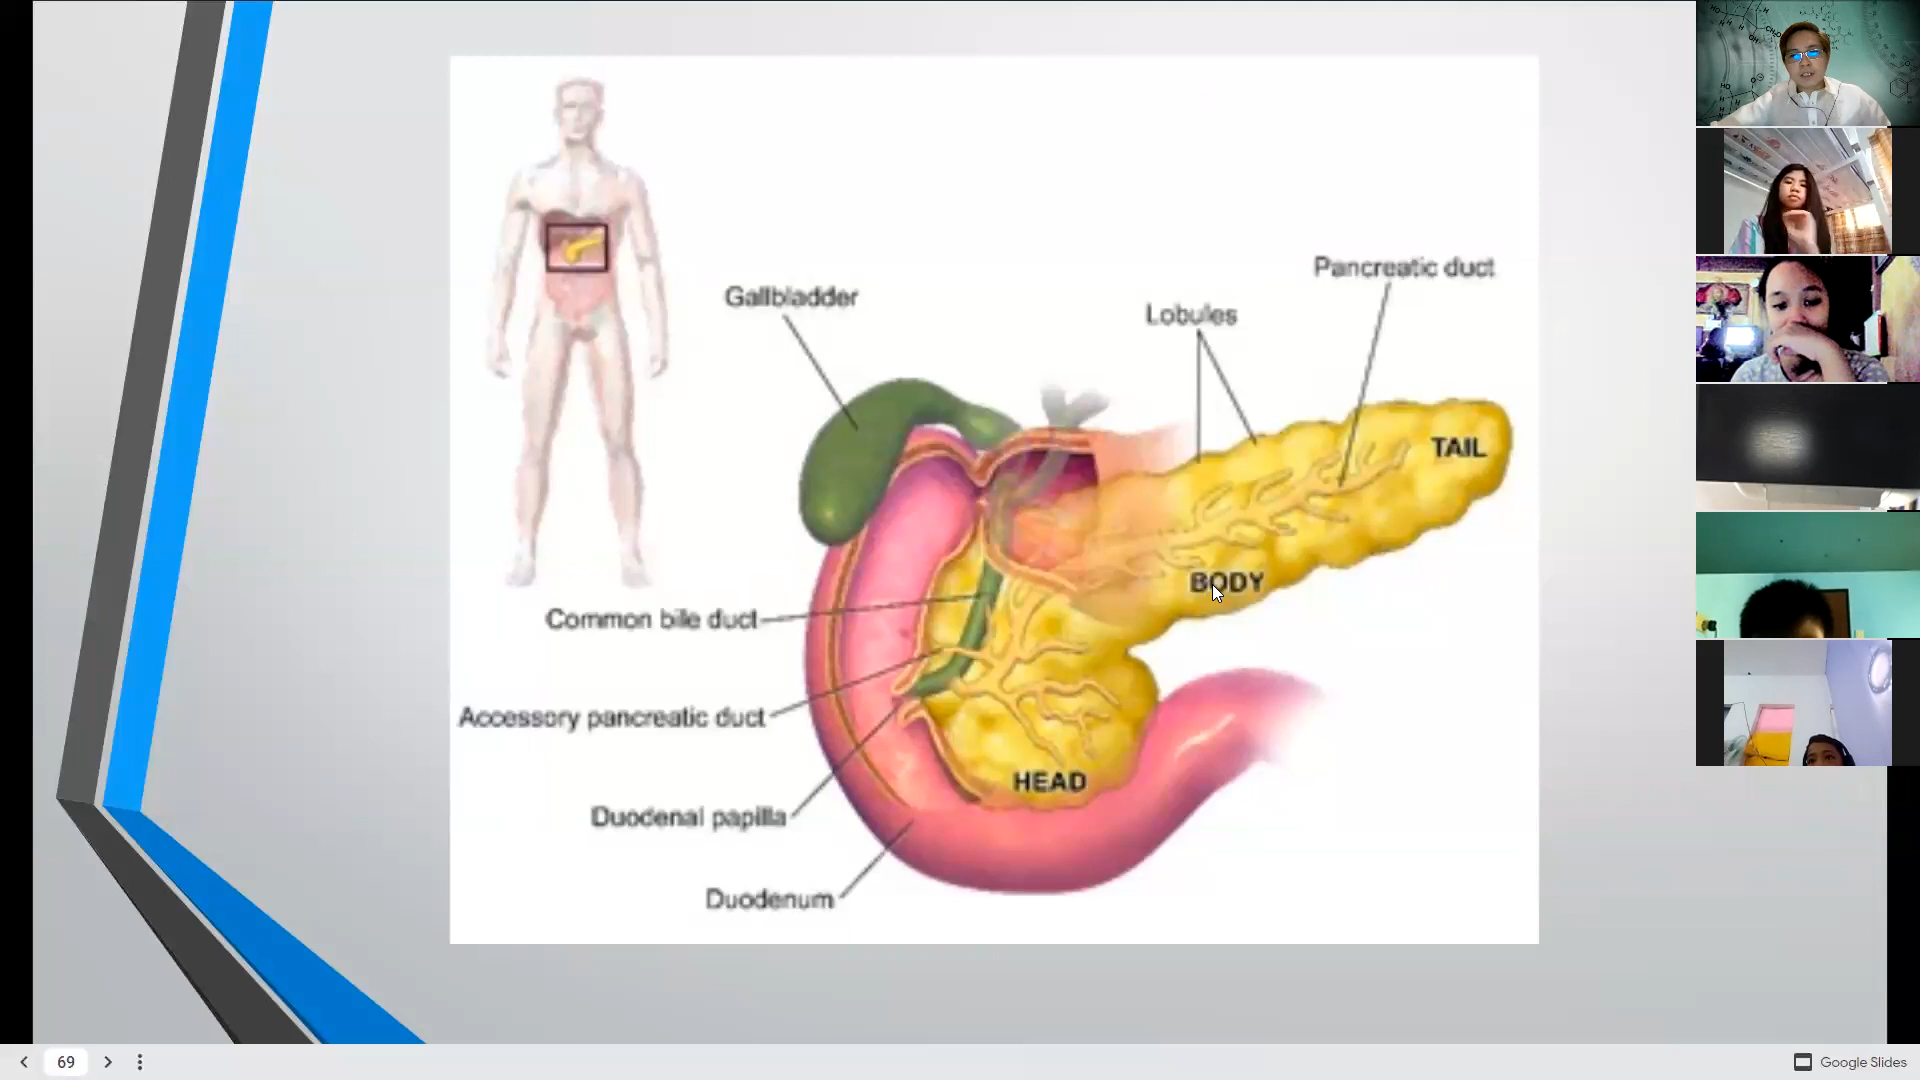 Pancreatic duct
Gallbladder
Lobules
TAIL
BODY
Common bile duct
Accessory pancreatic duct
HEAD
Duodenal papilla
Duodenum
69
Google Slides